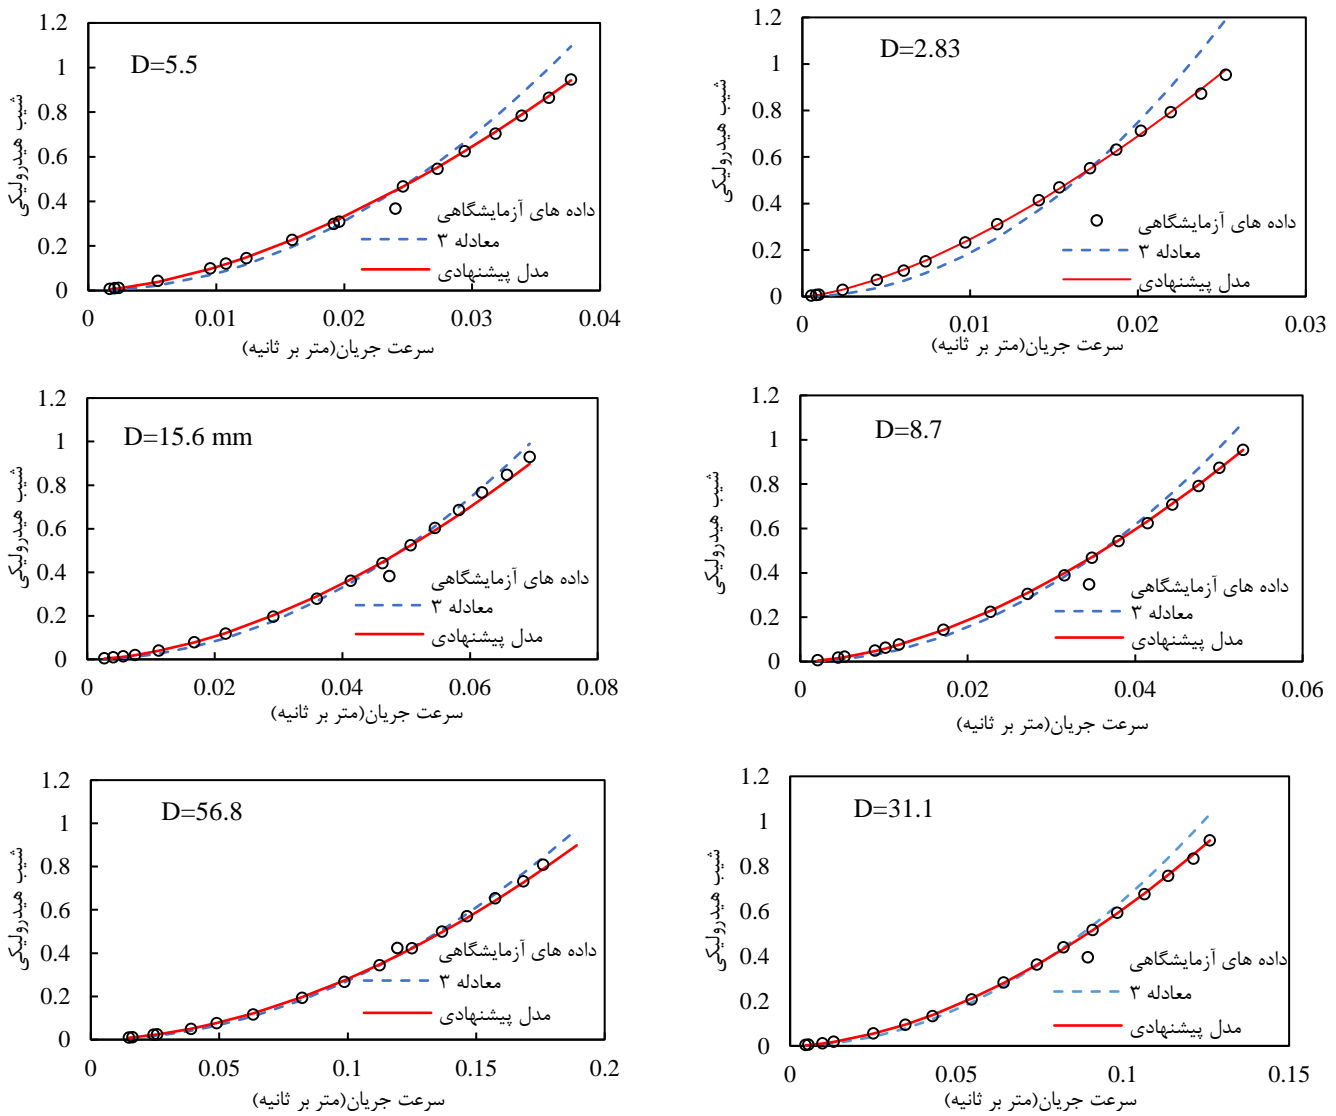 1.2
1
0.8
0.6
0.4
0.2
0
0 0.01 0.02 0.03 0.04
D=5.5
شیب هیدرولیکی
سرعت جریان(متر بر ثانیه)
داده های آزمایشگاهی
معادله ۳
مدل پیشنهادی
1.2
1
0.8
0.6
0.4
0.2
0
0 0.01 0.02 0.03
D=2.83
شیب هیدرولیکی
سرعت جریان(متر بر ثانیه)
داده های آزمایشگاهی
معادله ۳
مدل پیشنهادی
1.2
1
0.8
0.6
0.4
0.2
0
0 0.02 0.04 0.06 0.08
D=15.6 mm
شیب هیدرولیکی
سرعت جریان(متر بر ثانیه)
داده های آزمایشگاهی
معادله ۳
مدل پیشنهادی
1.2
1
0.8
0.6
0.4
0.2
0
0 0.02 0.04 0.06
D=8.7
شیب هیدرولیکی
سرعت جریان(متر بر ثانیه)
داده های آزمایشگاهی
معادله ۳
مدل پیشنهادی
1.2
1
0.8
0.6
0.4
0.2
0
0 0.05 0.1 0.15 0.2
D=56.8
شیب هیدرولیکی
سرعت جریان(متر بر ثانیه)
داده های آزمایشگاهی
معادله ۳
مدل پیشنهادی
1.2
1
0.8
0.6
0.4
0.2
0
0 0.05 0.1 0.15
D=31.1
شیب هیدرولیکی
سرعت جریان(متر بر ثانیه)
داده های آزمایشگاهی
معادله ۳
مدل پیشنهادی